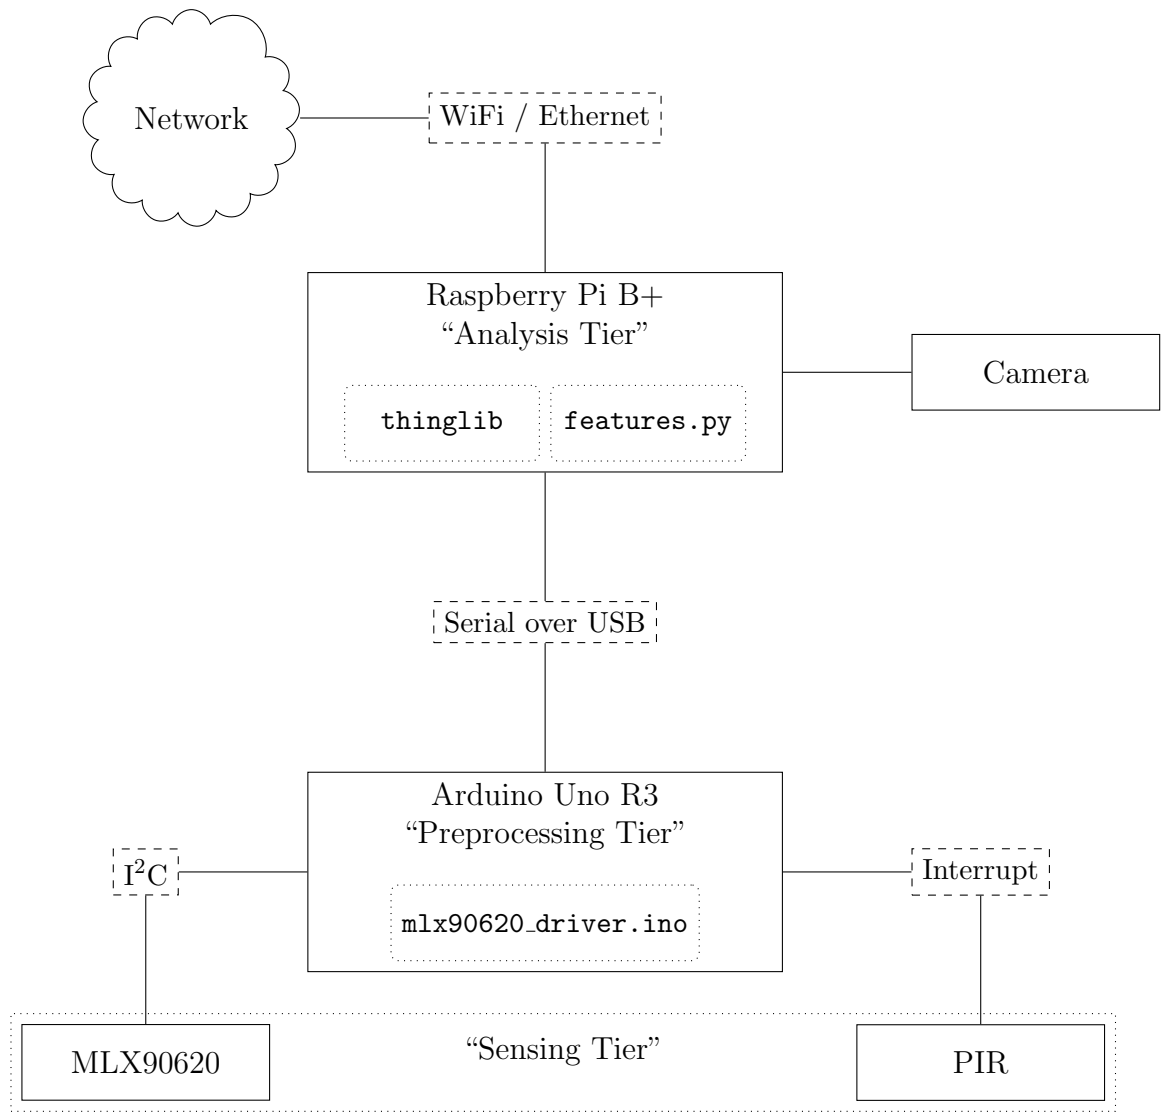 Network
WiFi / Ethernet
Raspberry Pi B+
“Analysis Tier”
Camera
thinglib
features.py
Serial over USB
Arduino Uno R3
“Preprocessing Tier”
I²C
Interrupt
mlx90620_driver.ino
“Sensing Tier”
MLX90620
PIR